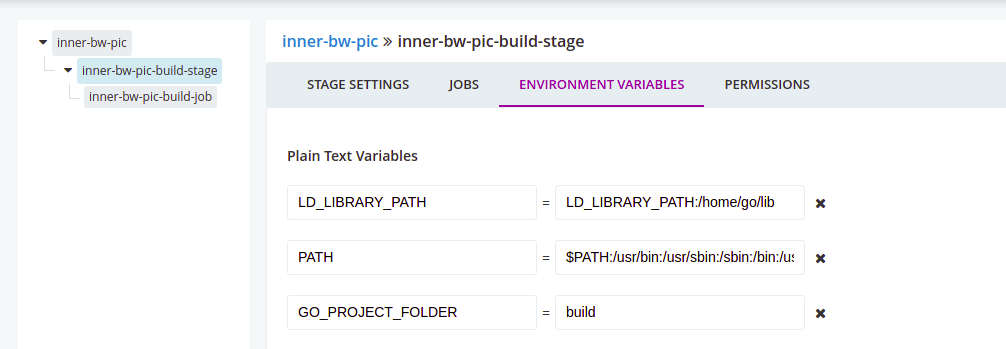 inner-bw-pic
inner-bw-pic-build-stage
inner-bw-pic-build-job
inner-bw-pic » inner-bw-pic-build-stage
STAGE SETTINGS JOBS ENVIRONMENT VARIABLES PERMISSIONS
Plain Text Variables
LD_LIBRARY_PATH = LD_LIBRARY_PATH:/home/go/lib ✖
PATH = $PATH:/usr/bin:/usr/sbin:/sbin:/bin:/us ✖
GO_PROJECT_FOLDER = build ✖